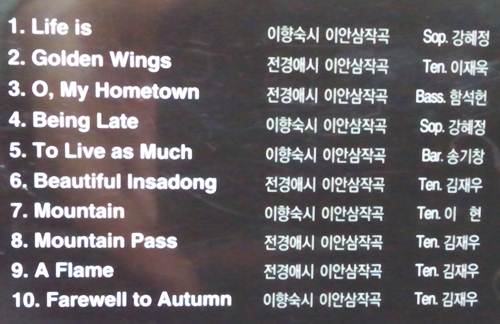 1. Life is 이향숙시 이안삼작곡 Sop. 강혜정
2. Golden Wings 전경애시 이안삼작곡 Ten. 이재욱
3. O, My Hometown 전경애시 이안삼작곡 Bass. 함석헌
4. Being Late 이향숙시 이안삼작곡 Sop. 강혜정
5. To Live as Much 이향숙시 이안삼작곡 Bar. 송기창
6. Beautiful Insadong 전경애시 이안삼작곡 Ten. 김재우
7. Mountain 이향숙시 이안삼작곡 Ten. 이 현
8. Mountain Pass 전경애시 이안삼작곡 Ten. 김재우
9. A Flame 전경애시 이안삼작곡 Ten. 김재우
10. Farewell to Autumn 이향숙시 이안삼작곡 Ten. 김재우